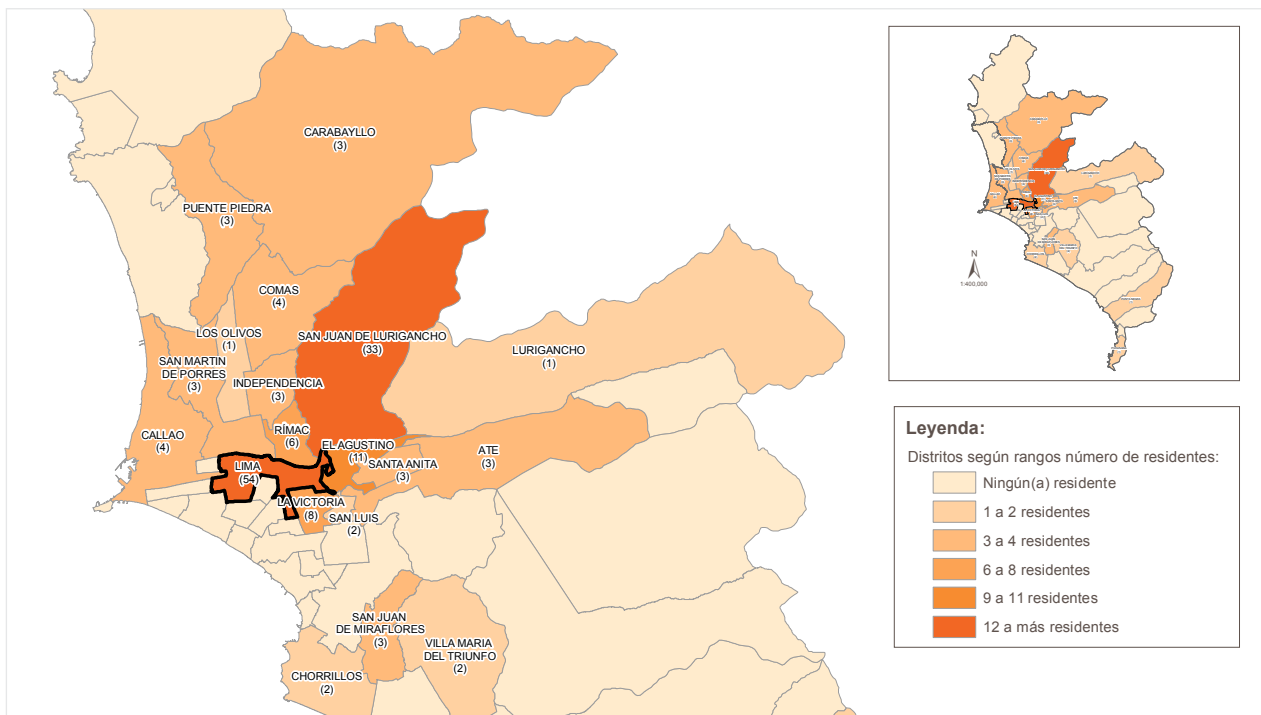 CARABAYLLO
(3)
PUENTE PIEDRA
(3)
COMAS
(4)
LOS OLIVOS
(1)
SAN JUAN DE LURIGANCHO
(33)
LURIGANCHO
(1)
SAN MARTIN
DE PORRES
(3)
INDEPENDENCIA
(3)
CALLAO
(4)
RÍMAC
(6)
EL AGUSTINO
(11)
ATE
(3)
LIMA
(54)
SANTA ANITA
(3)
LA VICTORIA
(8)
SAN LUIS
(2)
SAN JUAN
DE MIRAFLORES
(3)
VILLA MARIA
DEL TRIUNFO
(2)
CHORRILLOS
(2)
N
1:400,000
Leyenda:
Distritos según rangos número de residentes:
Ningún(a) residente
1 a 2 residentes
3 a 4 residentes
6 a 8 residentes
9 a 11 residentes
12 a más residentes